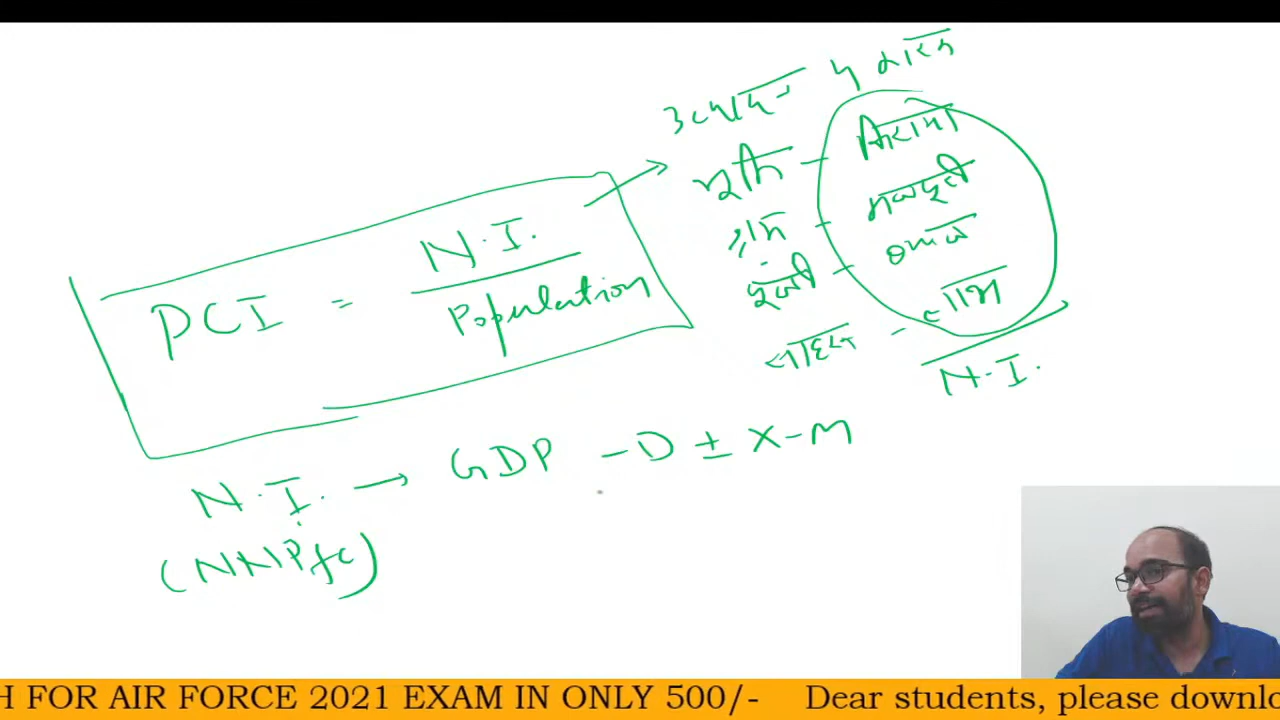 उत्पादन के साधन
भूमि - किराया
श्रम - मजदूरी
पूंजी - ब्याज
साहस - लाभ
N.I.
PCI = N.I. / Population
N.I. → GDP - D ± X - M
(NNPfc)
H FOR AIR FORCE 2021 EXAM IN ONLY 500/- Dear students, please downlo